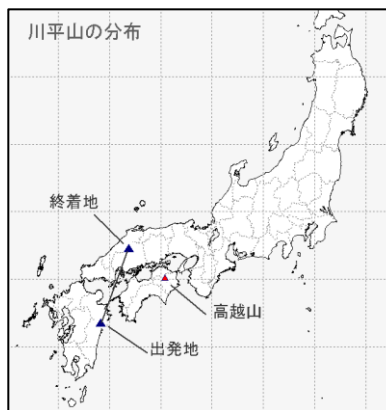 川平山の分布
終着地
高越山
出発地